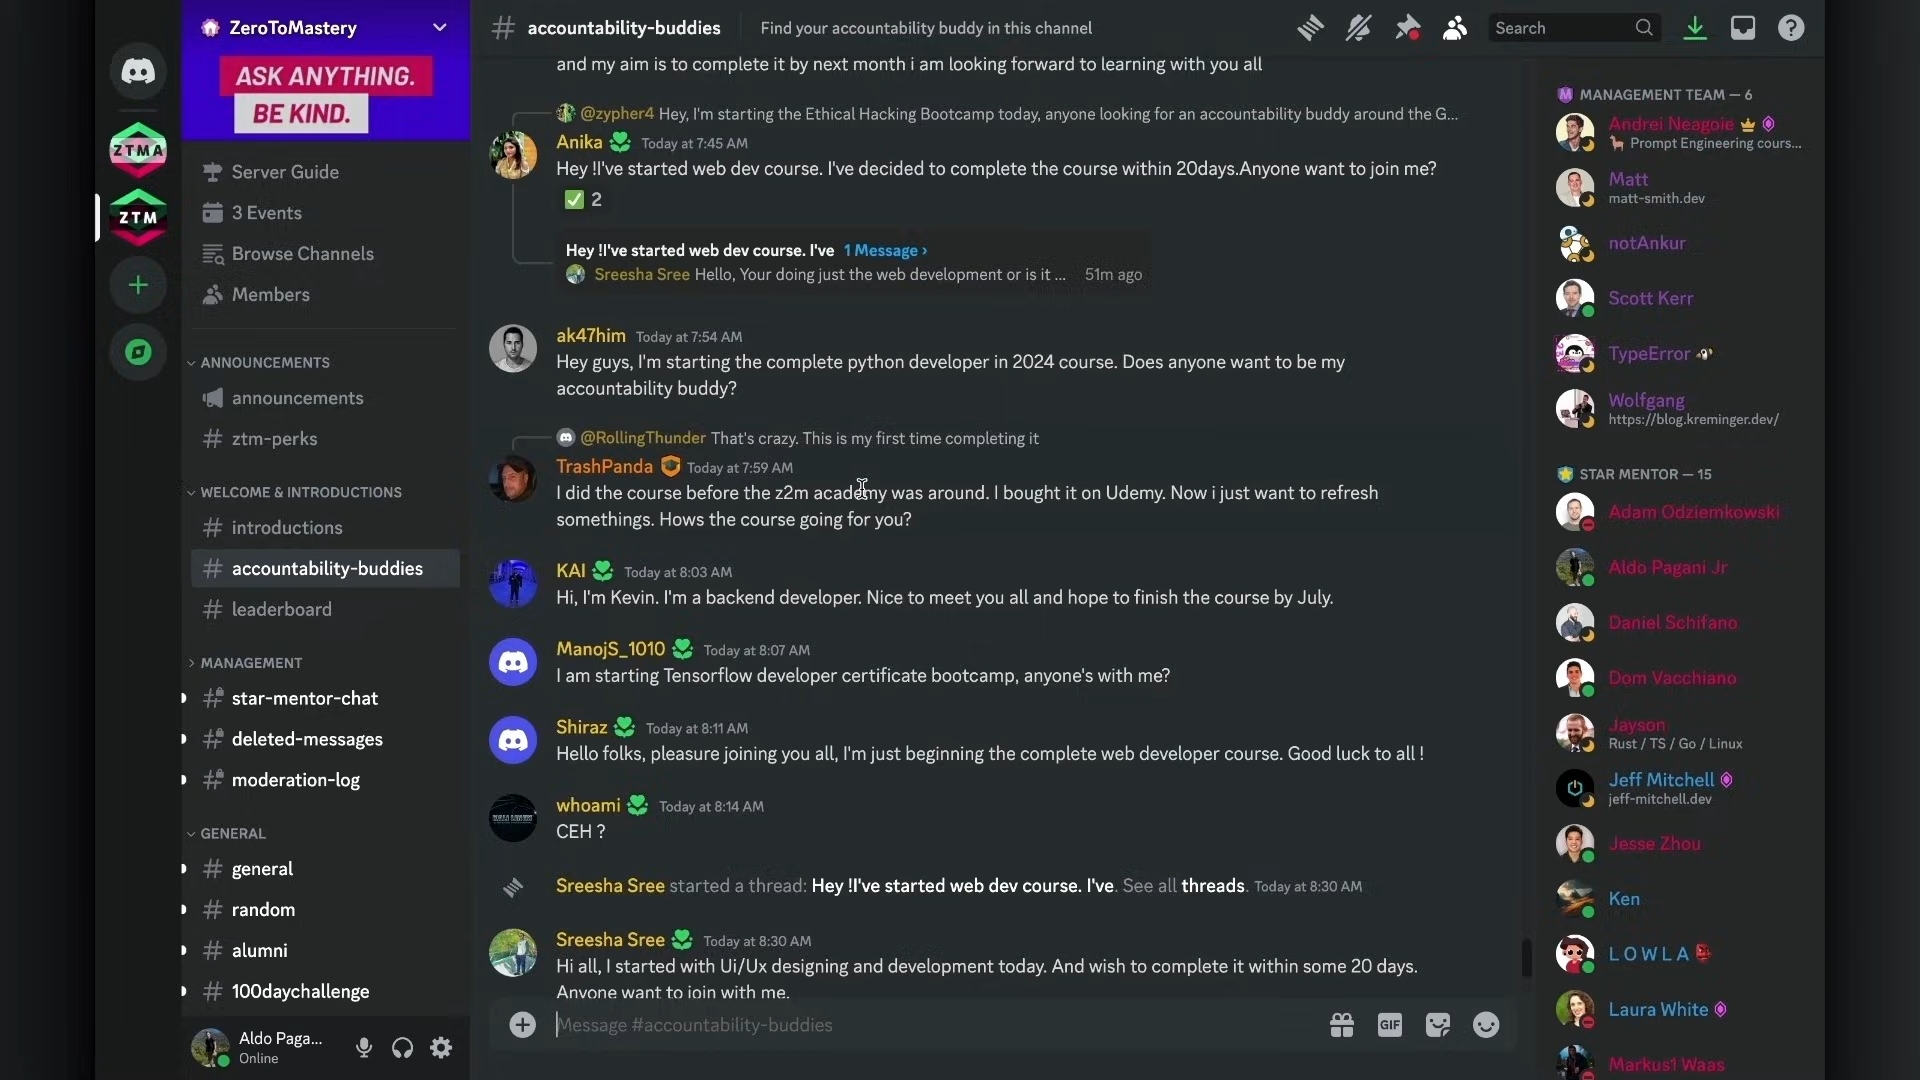 ZeroToMastery
ASK ANYTHING.
BE KIND.
ZTMA
ZTM
Server Guide
3 Events
Browse Channels
Members
ANNOUNCEMENTS
announcements
ztm-perks
WELCOME & INTRODUCTIONS
introductions
accountability-buddies
leaderboard
MANAGEMENT
star-mentor-chat
deleted-messages
moderation-log
GENERAL
general
random
alumni
100daychallenge
Aldo Paga...
Online
# accountability-buddies
Find your accountability buddy in this channel
Search
and my aim is to complete it by next month i am looking forward to learning with you all
@zypher4 Hey, I'm starting the Ethical Hacking Bootcamp today, anyone looking for an accountability buddy around the G...
Anika Today at 7:45 AM
Hey !I've started web dev course. I've decided to complete the course within 20days.Anyone want to join me?
2
Hey !I've started web dev course. I've 1 Message ›
Sreesha Sree Hello, Your doing just the web development or is it ... 51m ago
ak47him Today at 7:54 AM
Hey guys, I'm starting the complete python developer in 2024 course. Does anyone want to be my
accountability buddy?
@RollingThunder That's crazy. This is my first time completing it
TrashPanda Today at 7:59 AM
I did the course before the z2m academy was around. I bought it on Udemy. Now i just want to refresh
somethings. Hows the course going for you?
KAI Today at 8:03 AM
Hi, I'm Kevin. I'm a backend developer. Nice to meet you all and hope to finish the course by July.
ManojS_1010 Today at 8:07 AM
I am starting Tensorflow developer certificate bootcamp, anyone's with me?
Shiraz Today at 8:11 AM
Hello folks, pleasure joining you all, I'm just beginning the complete web developer course. Good luck to all !
whoami Today at 8:14 AM
CEH ?
Sreesha Sree started a thread: Hey !I've started web dev course. I've. See all threads. Today at 8:30 AM
Sreesha Sree Today at 8:30 AM
Hi all, I started with Ui/Ux designing and development today. And wish to complete it within some 20 days.
Anyone want to join with me.
Message #accountability-buddies
GIF
MANAGEMENT TEAM — 6
Andrei Neagoie
Prompt Engineering cours...
Matt
matt-smith.dev
notAnkur
Scott Kerr
TypeError
Wolfgang
https://blog.kreminger.dev/
STAR MENTOR — 15
Adam Odziemkowski
Aldo Pagani Jr
Daniel Schifano
Dom Vacchiano
Jayson
Rust / TS / Go / Linux
Jeff Mitchell
jeff-mitchell.dev
Jesse Zhou
Ken
L O W L A
Laura White
Markus1 Waas